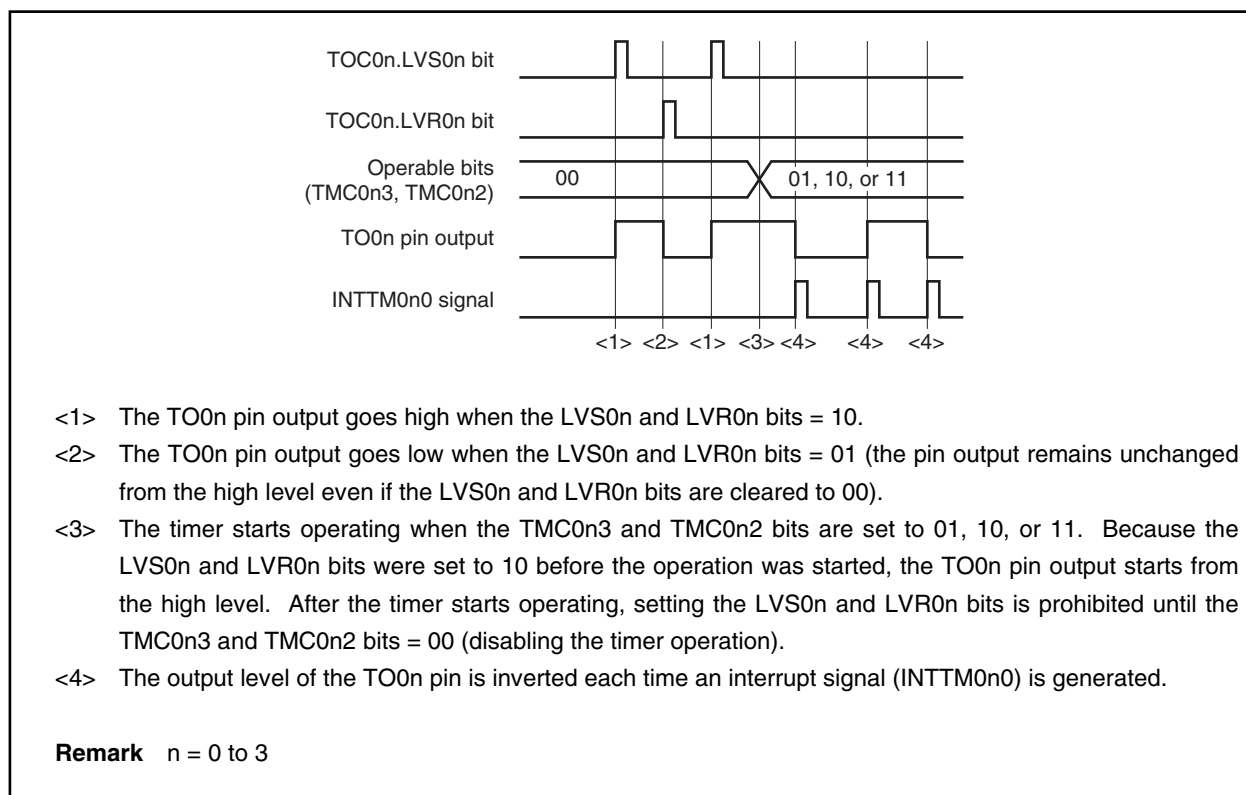 TOC0n.LVS0n bit
TOC0n.LVR0n bit
Operable bits
(TMC0n3, TMC0n2)
00
01, 10, or 11
TO0n pin output
INTTM0n0 signal
<1> <2> <1> <3> <4> <4> <4>
<1> The TO0n pin output goes high when the LVS0n and LVR0n bits = 10.
<2> The TO0n pin output goes low when the LVS0n and LVR0n bits = 01 (the pin output remains unchanged
from the high level even if the LVS0n and LVR0n bits are cleared to 00).
<3> The timer starts operating when the TMC0n3 and TMC0n2 bits are set to 01, 10, or 11. Because the
LVS0n and LVR0n bits were set to 10 before the operation was started, the TO0n pin output starts from
the high level. After the timer starts operating, setting the LVS0n and LVR0n bits is prohibited until the
TMC0n3 and TMC0n2 bits = 00 (disabling the timer operation).
<4> The output level of the TO0n pin is inverted each time an interrupt signal (INTTM0n0) is generated.
Remark n = 0 to 3